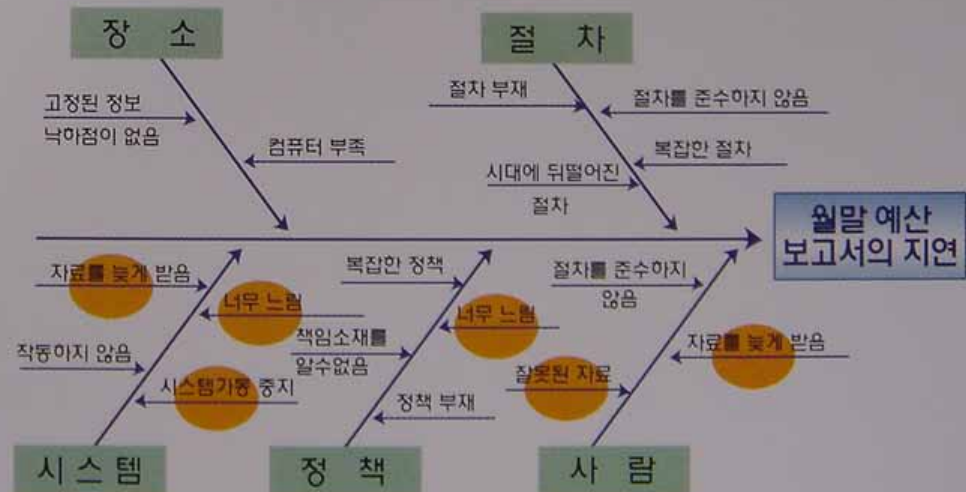 장 소
절 차
고정된 정보
낙하점이 없음
컴퓨터 부족
절차 부재
절차를 준수하지 않음
복잡한 절차
시대에 뒤떨어진
절차
월말 예산
보고서의 지연
자료를 늦게 받음
너무 느림
작동하지 않음
시스템가동 중지
복잡한 정책
너무 느림
책임소재를
알수없음
정책 부재
절차를 준수하지
않음
자료를 늦게 받음
잘못된 자료
시 스 템
정 책
사 람